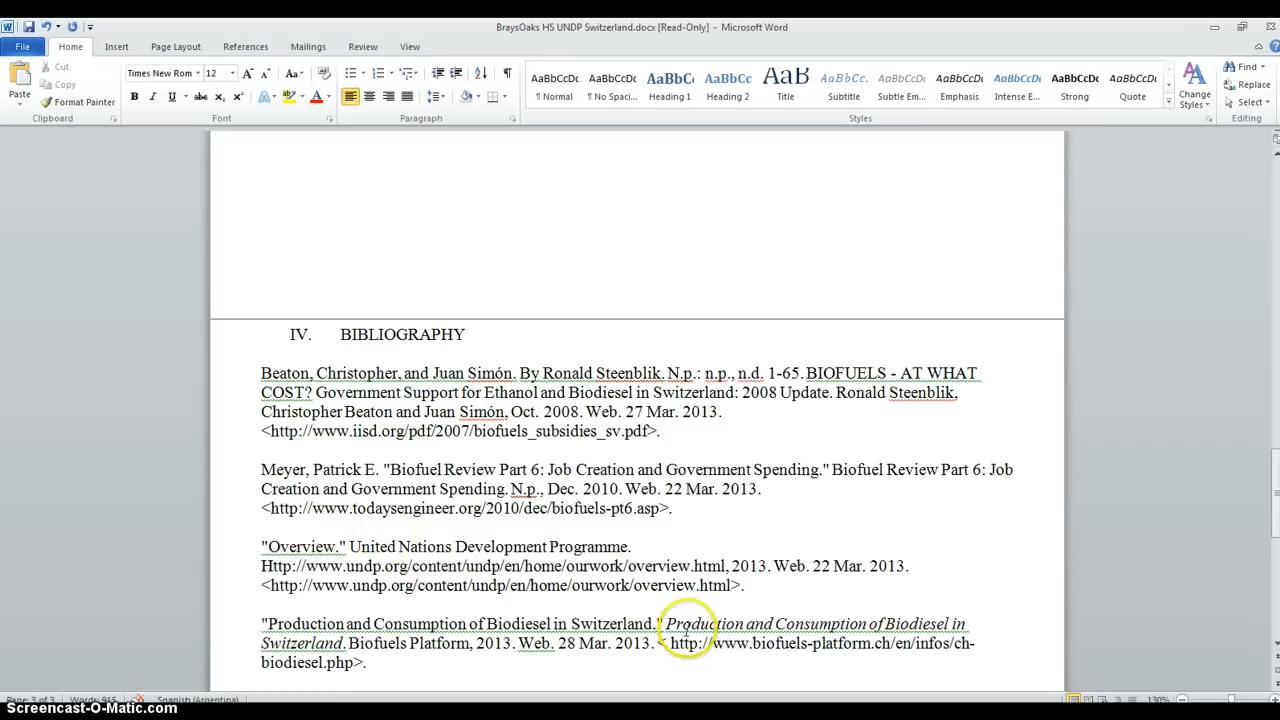 BraysOaks HS UNDP Switzerland.docx [Read-Only] - Microsoft Word
File Home Insert Page Layout References Mailings Review View
Paste
Cut
Copy
Format Painter
Clipboard
Times New Rom 12
Font
Paragraph
AaBbCcDc AaBbCcDc AaBbCc AaBbCc AaB AaBbCc. AaBbCcDc AaBbCcDc AaBbCcDc AaBbCcDc AaBbCcDc
¶ Normal ¶ No Spaci... Heading 1 Heading 2 Title Subtitle Subtle Em... Emphasis Intense E... Strong Quote
Styles
Change Styles
Find
Replace
Select
Editing
IV. BIBLIOGRAPHY
Beaton, Christopher, and Juan Simón. By Ronald Steenblik. N.p.: n.p., n.d. 1-65. BIOFUELS - AT WHAT
COST? Government Support for Ethanol and Biodiesel in Switzerland: 2008 Update. Ronald Steenblik,
Christopher Beaton and Juan Simón, Oct. 2008. Web. 27 Mar. 2013.
<http://www.iisd.org/pdf/2007/biofuels_subsidies_sv.pdf>.
Meyer, Patrick E. "Biofuel Review Part 6: Job Creation and Government Spending." Biofuel Review Part 6: Job
Creation and Government Spending. N.p., Dec. 2010. Web. 22 Mar. 2013.
<http://www.todaysengineer.org/2010/dec/biofuels-pt6.asp>.
"Overview." United Nations Development Programme.
Http://www.undp.org/content/undp/en/home/ourwork/overview.html, 2013. Web. 22 Mar. 2013.
<http://www.undp.org/content/undp/en/home/ourwork/overview.html>.
"Production and Consumption of Biodiesel in Switzerland." Production and Consumption of Biodiesel in
Switzerland. Biofuels Platform, 2013. Web. 28 Mar. 2013. < http://www.biofuels-platform.ch/en/infos/ch-
biodiesel.php>.
Page: 3 of 3 Words: 915 Spanish (Argentina) 130%
Screencast-O-Matic.com